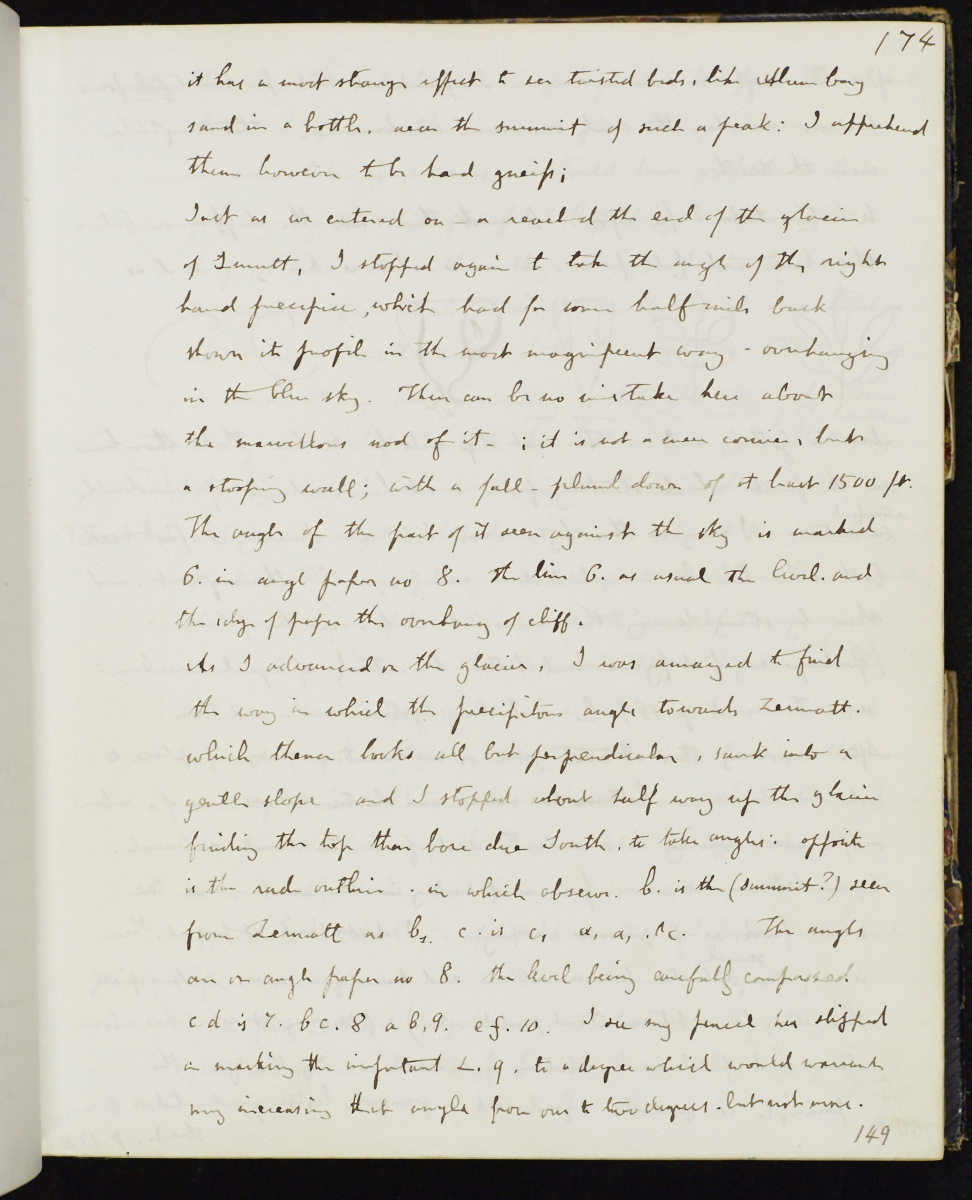 174
it has a most strange effect to see twisted beds, like Alum bay
sand in a bottle, near the summit of such a peak: I apprehend
them however to be hard gneiss;
Just as we entered on - or reached the end of the glacier
of Zmutt, I stopped again to take the angle of the right
hand precipice, which had for some half mile back
shown its profile in the most magnificent way - overhanging
in the blue sky. There can be no mistake here about
the marvellous nod of it - ; it is not a mere cornice, but
a stooping wall; with a fall - plumb down of at least 1500 ft.
The angle of the part of it seen against the sky is marked
6. in angle paper no 8. the line 6. as usual the level. and
the edge of paper the overhang of cliff.
As I advanced on the glacier, I was amazed to find
the way in which the precipitous angle towards Zermatt.
which thence looks all but perpendicular, sank into a
gentle slope and I stopped about half way up the glacier
finding the top then bore due South, to take angles: opposite
is the rude outline. in which observe. b. is the (summit?) seen
from Zermatt as b, c. is c, a, a, &c. The angles
are on angle paper no 8. the level being carefully compassed.
c d is 7. b c. 8 a b, 9. e f. 10. I see my pencil has slipped
in marking the important L. 9. to a degree which would warrant
my increasing that angle from one to two degrees. but not more.
149